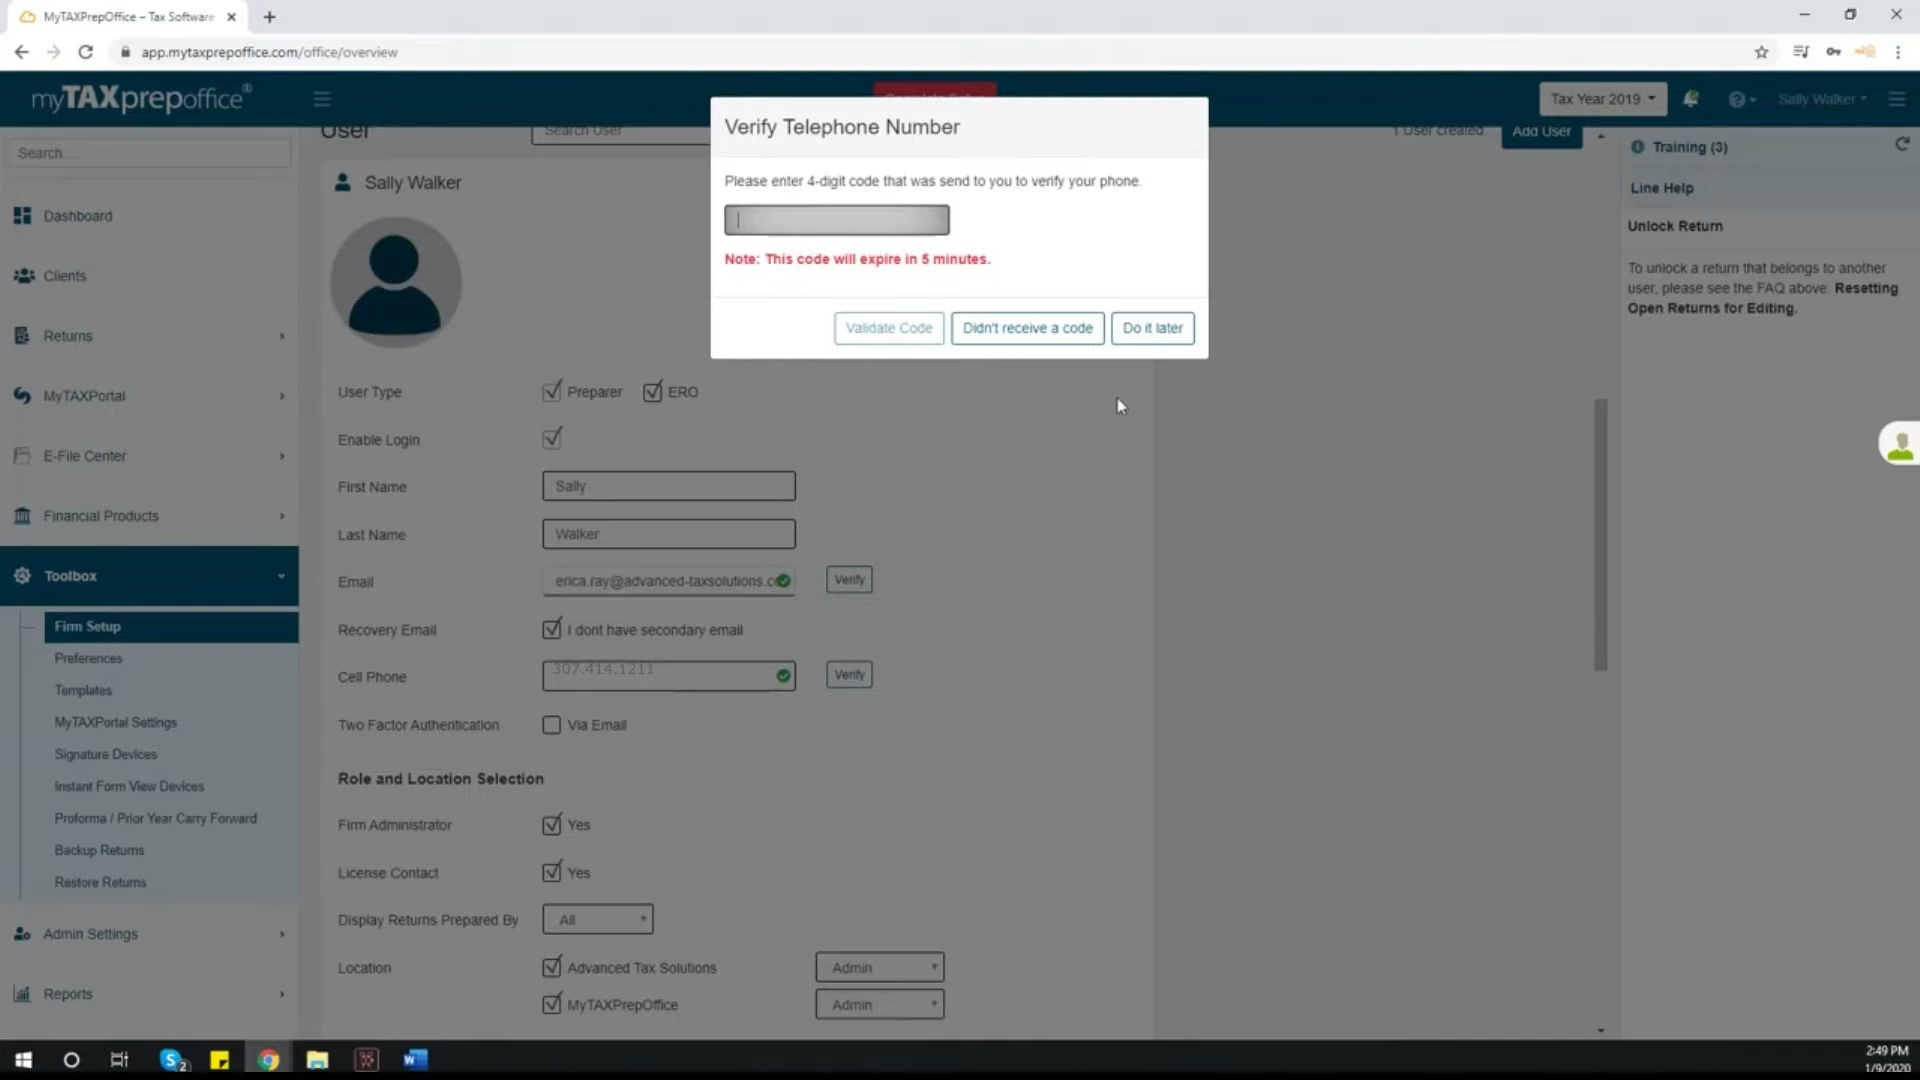 MyTAXPrepOffice – Tax Software
app.mytaxprepoffice.com/office/overview
myTAXprepoffice®
Tax Year 2019
Sally Walker
Search...
Dashboard
Clients
Returns
MyTAXPortal
E-File Center
Financial Products
Toolbox
Firm Setup
Preferences
Templates
MyTAXPortal Settings
Signature Devices
Instant Form View Devices
Proforma / Prior Year Carry Forward
Backup Returns
Restore Returns
Admin Settings
Reports
User
Search User
1 User created
Add User
Verify Telephone Number
Please enter 4-digit code that was send to you to verify your phone.
Note: This code will expire in 5 minutes.
Validate Code
Didn't receive a code
Do it later
Sally Walker
User Type
Preparer
ERO
Enable Login
First Name
Sally
Last Name
Walker
Email
erica.ray@advanced-taxsolutions.c
Verify
Recovery Email
I dont have secondary email
Cell Phone
307.414.1211
Verify
Two Factor Authentication
Via Email
Role and Location Selection
Firm Administrator
Yes
License Contact
Yes
Display Returns Prepared By
All
Location
Advanced Tax Solutions
Admin
MyTAXPrepOffice
Admin
Training (3)
Line Help
Unlock Return
To unlock a return that belongs to another
user, please see the FAQ above: Resetting
Open Returns for Editing.
2
2:49 PM
1/9/2020